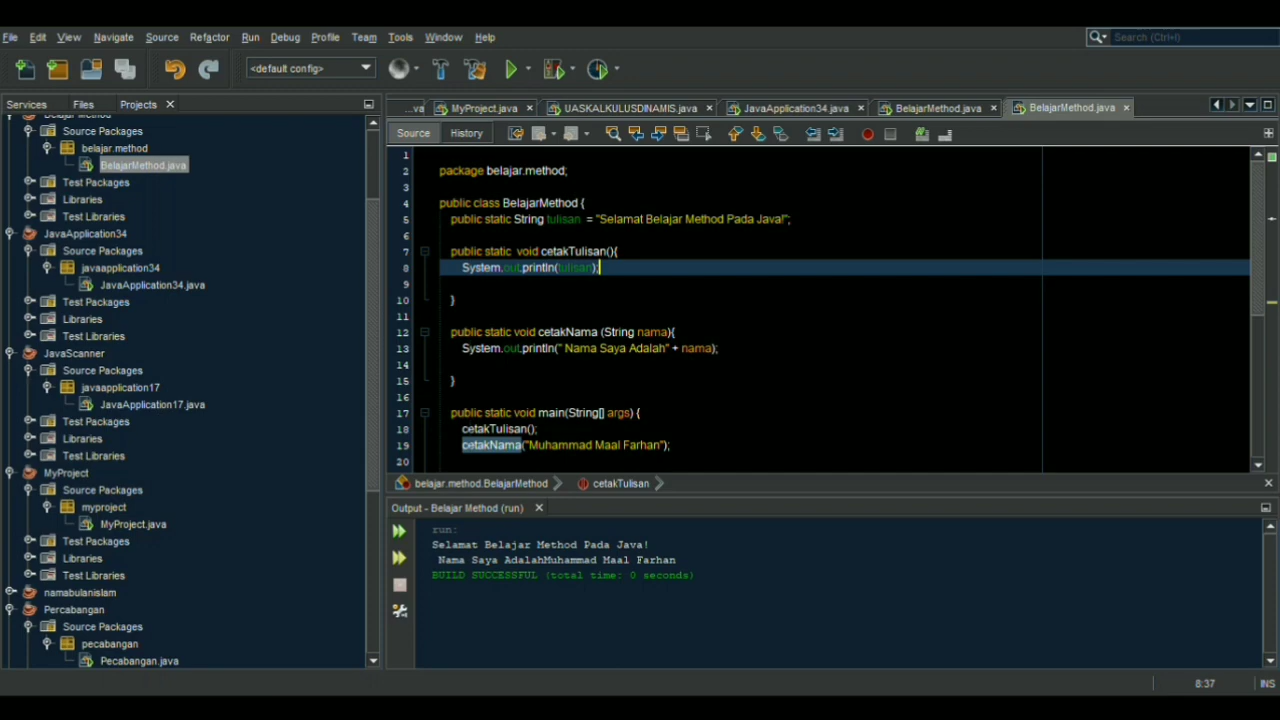 File Edit View Navigate Source Refactor Run Debug Profile Team Tools Window Help
Search (Ctrl+I)
<default config>
Services Files Projects
...va MyProject.java UASKALKULUSDINAMIS.java JavaApplication34.java BelajarMethod.java BelajarMethod.java
Source History
Belajar Method
Source Packages
belajar.method
BelajarMethod.java
Test Packages
Libraries
Test Libraries
JavaApplication34
Source Packages
javaapplication34
JavaApplication34.java
Test Packages
Libraries
Test Libraries
JavaScanner
Source Packages
javaapplication17
JavaApplication17.java
Test Packages
Libraries
Test Libraries
MyProject
Source Packages
myproject
MyProject.java
Test Packages
Libraries
Test Libraries
namabulanislam
Percabangan
Source Packages
pecabangan
Pecabangan.java
1
2 package belajar.method;
3
4 public class BelajarMethod {
5 public static String tulisan = "Selamat Belajar Method Pada Java!";
6
7 public static void cetakTulisan(){
8 System.out.println(tulisan);
9
10 }
11
12 public static void cetakNama (String nama){
13 System.out.println(" Nama Saya Adalah" + nama);
14
15 }
16
17 public static void main(String[] args) {
18 cetakTulisan();
19 cetakNama("Muhammad Maal Farhan");
20
belajar.method.BelajarMethod cetakTulisan
Output - Belajar Method (run)
run:
Selamat Belajar Method Pada Java!
Nama Saya AdalahMuhammad Maal Farhan
BUILD SUCCESSFUL (total time: 0 seconds)
8:37 INS